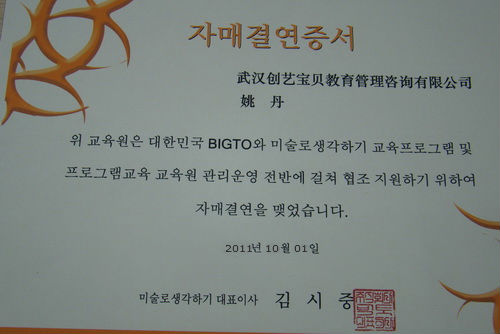 자매결연증서
武汉创艺宝贝教育管理咨询有限公司
姚 丹
위 교육원은 대한민국 BIGTO와 미술로생각하기 교육프로그램 및
프로그램교육 교육원 관리운영 전반에 걸쳐 협조 지원하기 위하여
자매결연을 맺었습니다.
2011년 10월 01일
미술로생각하기 대표이사 김 시 중